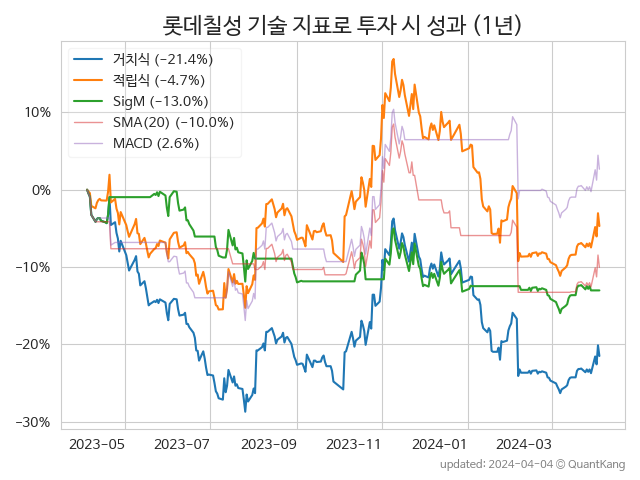 롯데칠성 기술 지표로 투자 시 성과 (1년)
거치식 (−21.4%)
적립식 (−4.7%)
SigM (−13.0%)
SMA(20) (−10.0%)
MACD (2.6%)
10%
0%
−10%
−20%
−30%
2023-05 2023-07 2023-09 2023-11 2024-01 2024-03
updated: 2024-04-04 © QuantKang